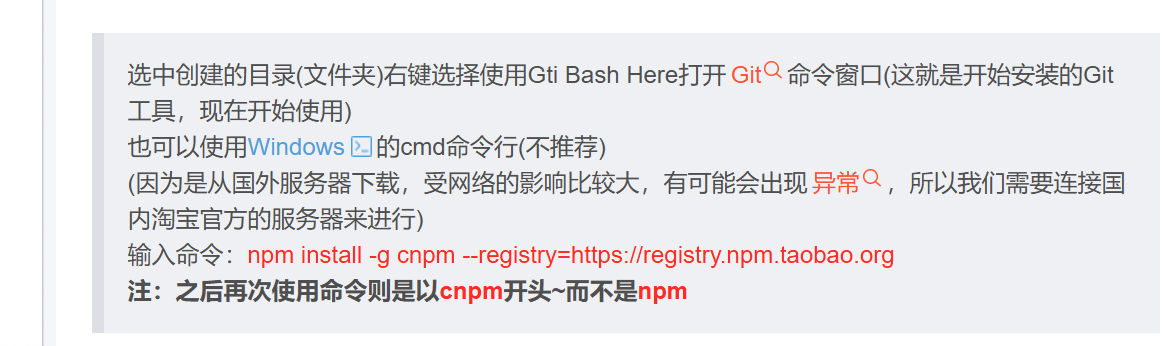 选中创建的目录(文件夹)右键选择使用Gti Bash Here打开 Git 命令窗口(这就是开始安装的Git
工具，现在开始使用)
也可以使用Windows 的cmd命令行(不推荐)
(因为是从国外服务器下载，受网络的影响比较大，有可能会出现 异常 ，所以我们需要连接国
内淘宝官方的服务器来进行)
输入命令：npm install -g cnpm --registry=https://registry.npm.taobao.org
注：之后再次使用命令则是以cnpm开头~而不是npm